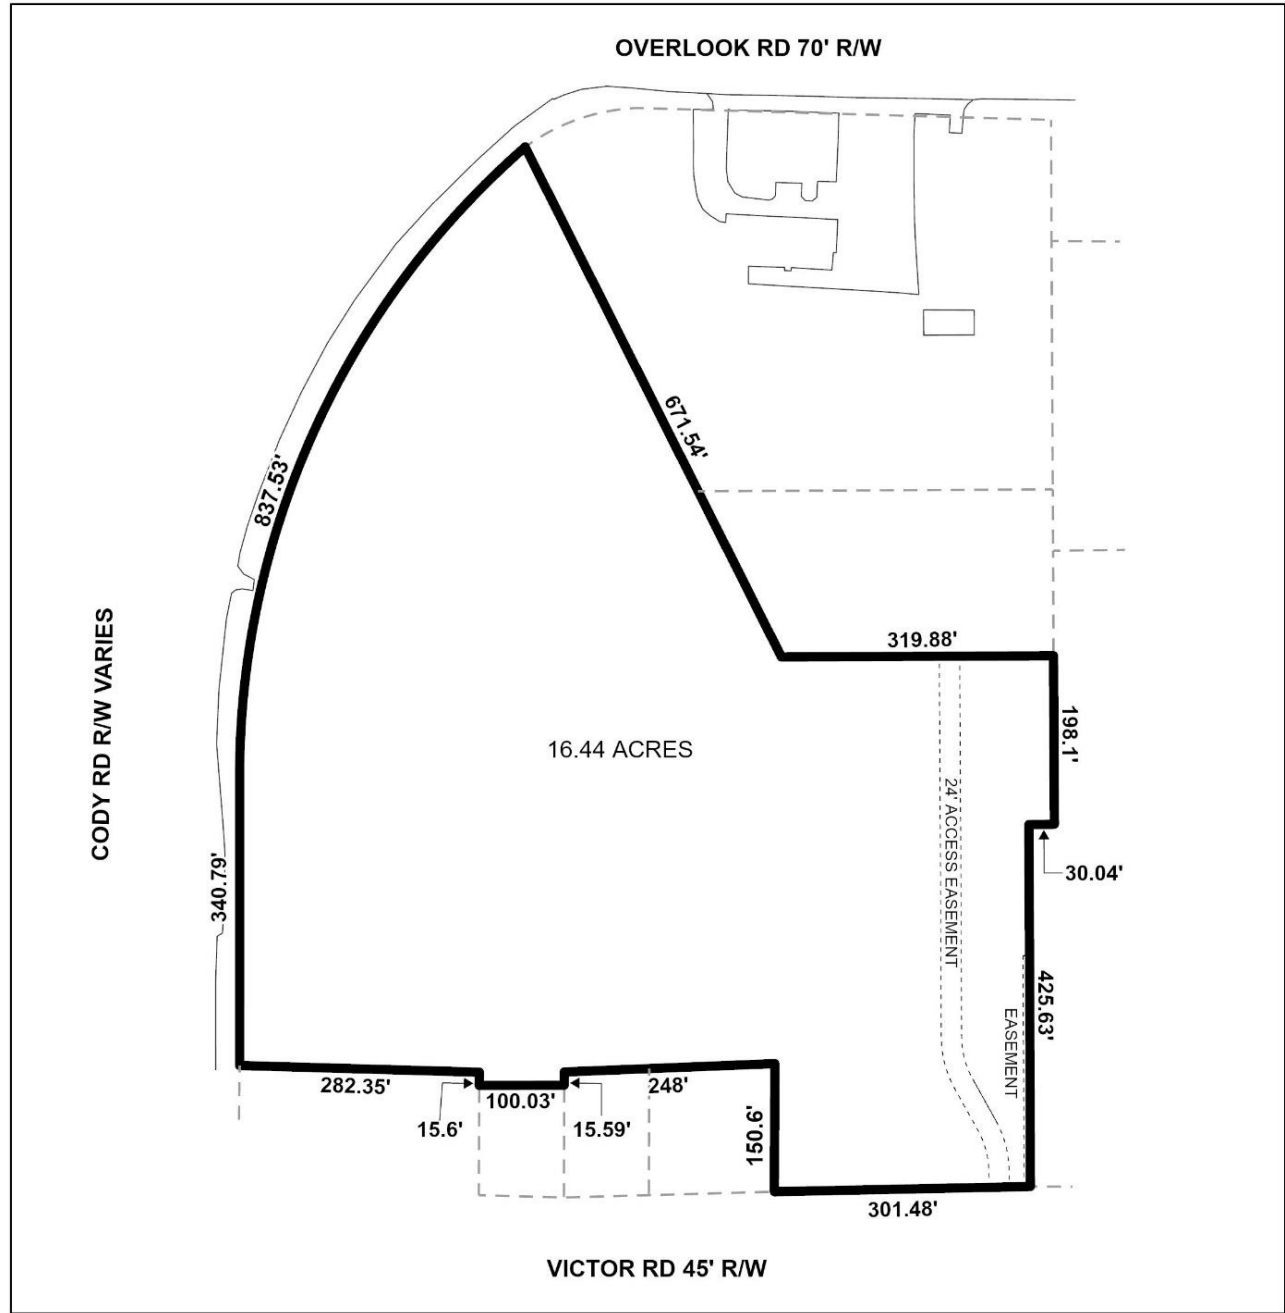 OVERLOOK RD 70' R/W
671.54'
837.53'
CODY RD R/W VARIES
319.88'
198.1'
16.44 ACRES
24' ACCESS EASEMENT
30.04'
340.79'
425.63'
EASEMENT
282.35'
100.03'
248'
15.6'
15.59'
150.6'
301.48'
VICTOR RD 45' R/W